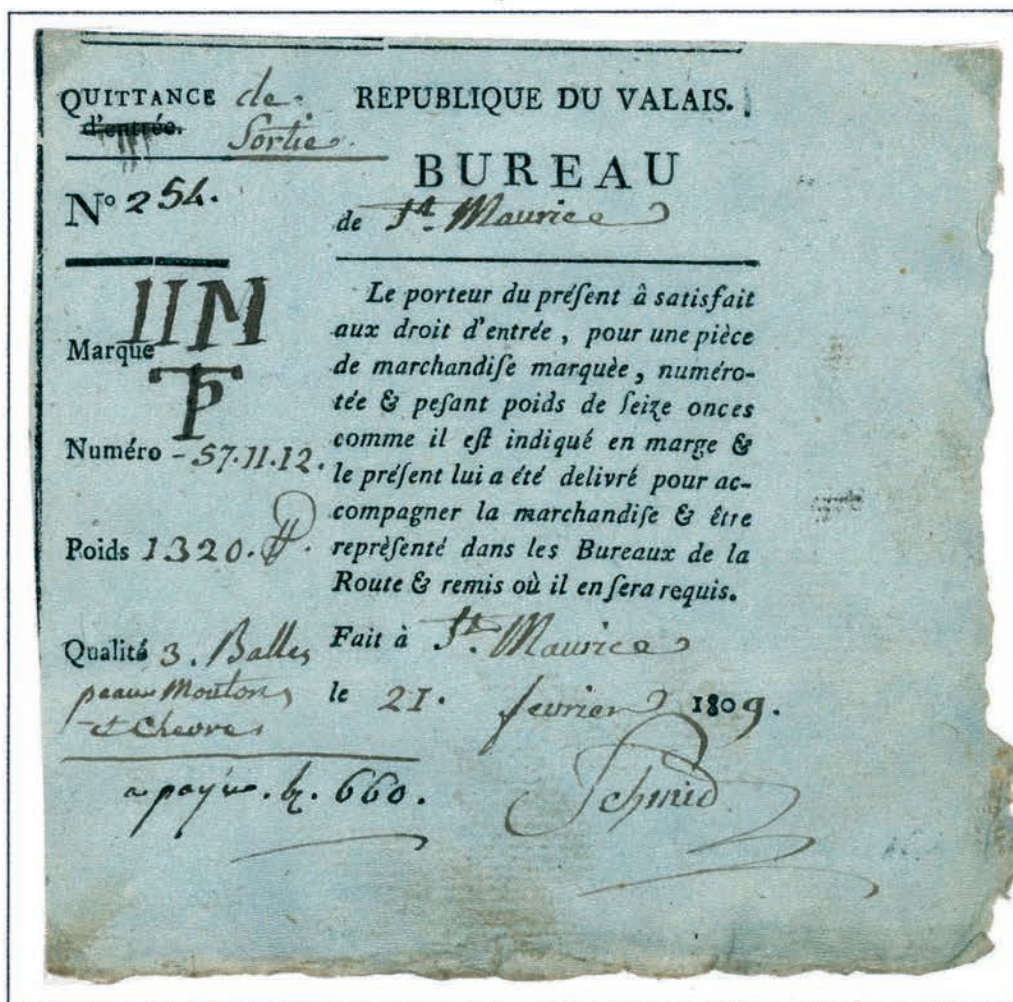 QUITTANCE de
d'entrée. Sortie.
N° 254.
Marque IIM
TP
Numéro - 57.11.12.
Poids 1320. ℔.
Qualité 3. Balles
peaux Moutons
et Chevres
a payé. bz. 660.
REPUBLIQUE DU VALAIS.
BUREAU
de St. Maurice
Le porteur du préſent à satisfait
aux droit d'entrée, pour une pièce
de marchandiſe marquèe, numéro-
tée & peſant poids de ſeize onces
comme il eſt indiqué en marge &
le préſent lui a été delivré pour ac-
compagner la marchandiſe & être
reprèſenté dans les Bureaux de la
Route & remis où il en ſera requis.
Fait à St. Maurice
le 21. fevrier 1809.
Schmid